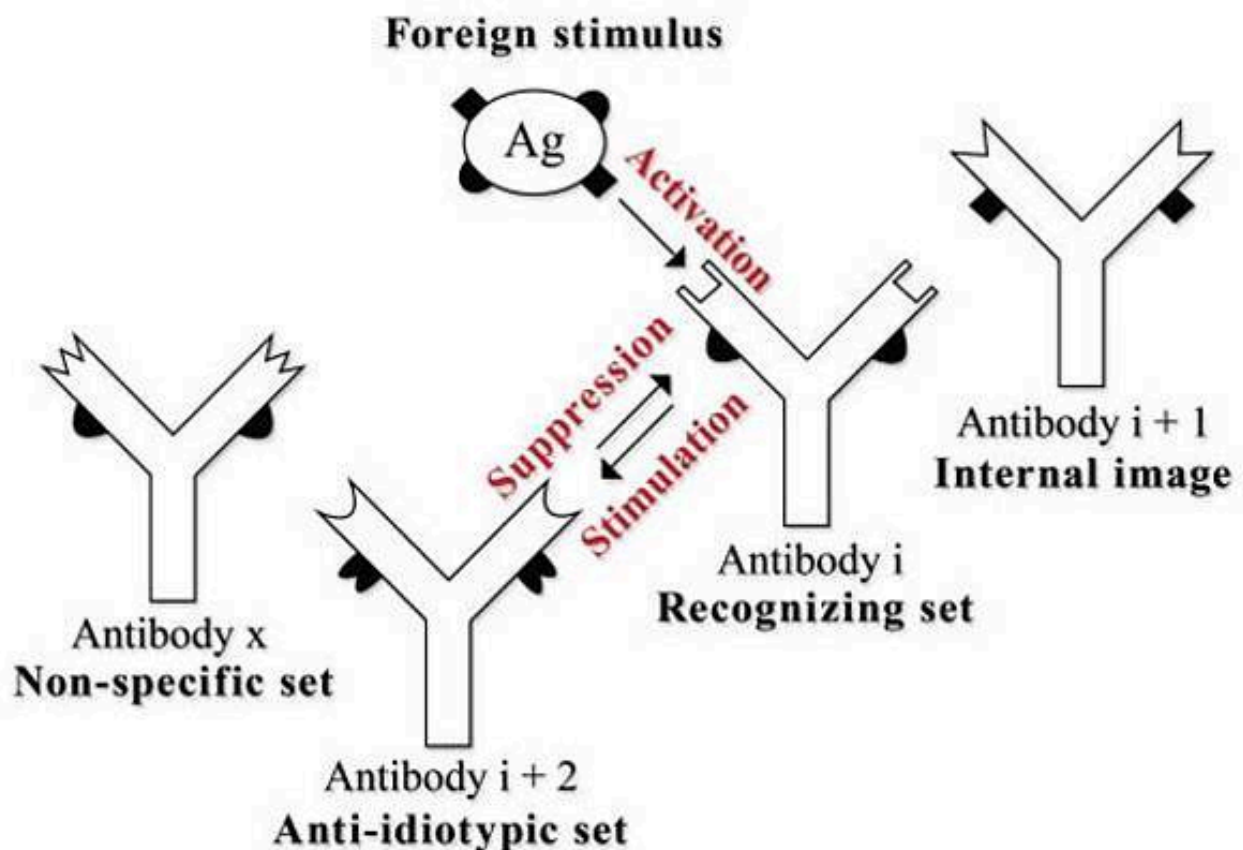 Foreign stimulus
Ag
Activation
Suppression
Stimulation
Antibody i + 1
Internal image
Antibody i
Recognizing set
Antibody x
Non-specific set
Antibody i + 2
Anti-idiotypic set